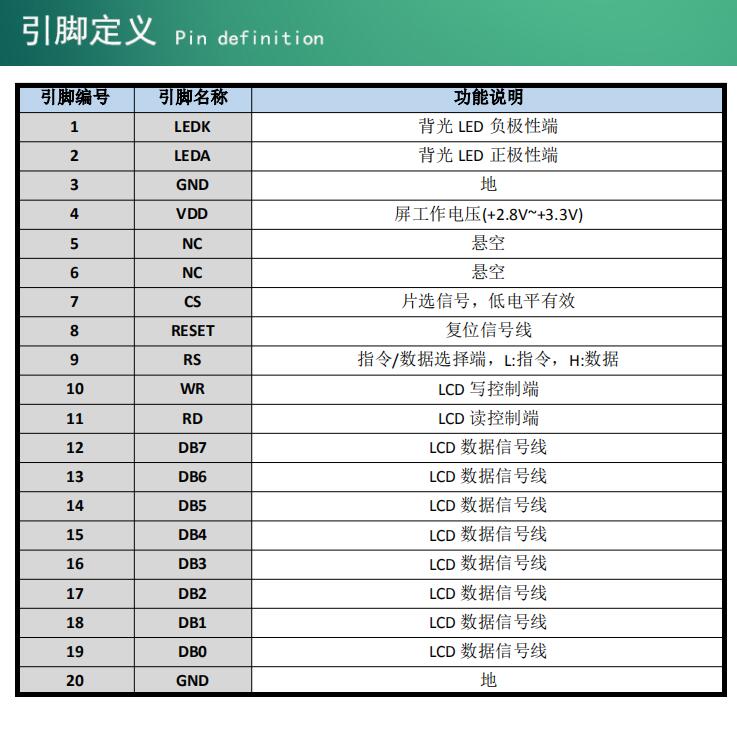 引脚定义 Pin definition
引脚编号 引脚名称 功能说明
1 LEDK 背光 LED 负极性端
2 LEDA 背光 LED 正极性端
3 GND 地
4 VDD 屏工作电压(+2.8V~+3.3V)
5 NC 悬空
6 NC 悬空
7 CS 片选信号，低电平有效
8 RESET 复位信号线
9 RS 指令/数据选择端，L:指令，H:数据
10 WR LCD 写控制端
11 RD LCD 读控制端
12 DB7 LCD 数据信号线
13 DB6 LCD 数据信号线
14 DB5 LCD 数据信号线
15 DB4 LCD 数据信号线
16 DB3 LCD 数据信号线
17 DB2 LCD 数据信号线
18 DB1 LCD 数据信号线
19 DB0 LCD 数据信号线
20 GND 地